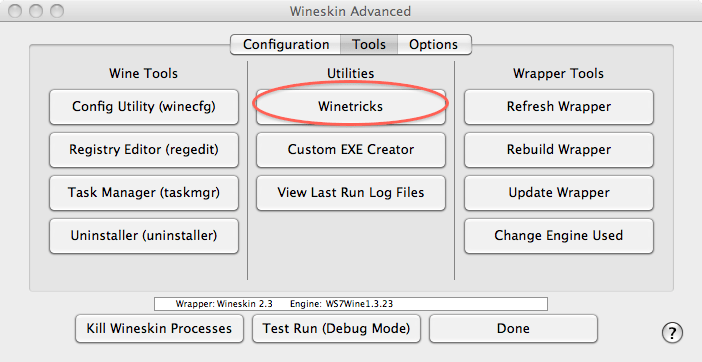 Wineskin Advanced
Configuration Tools Options
Wine Tools Utilities Wrapper Tools
Config Utility (winecfg) Winetricks Refresh Wrapper
Registry Editor (regedit) Custom EXE Creator Rebuild Wrapper
Task Manager (taskmgr) View Last Run Log Files Update Wrapper
Uninstaller (uninstaller) Change Engine Used
Wrapper: Wineskin 2.3 Engine: WS7Wine1.3.23
Kill Wineskin Processes Test Run (Debug Mode) Done ?